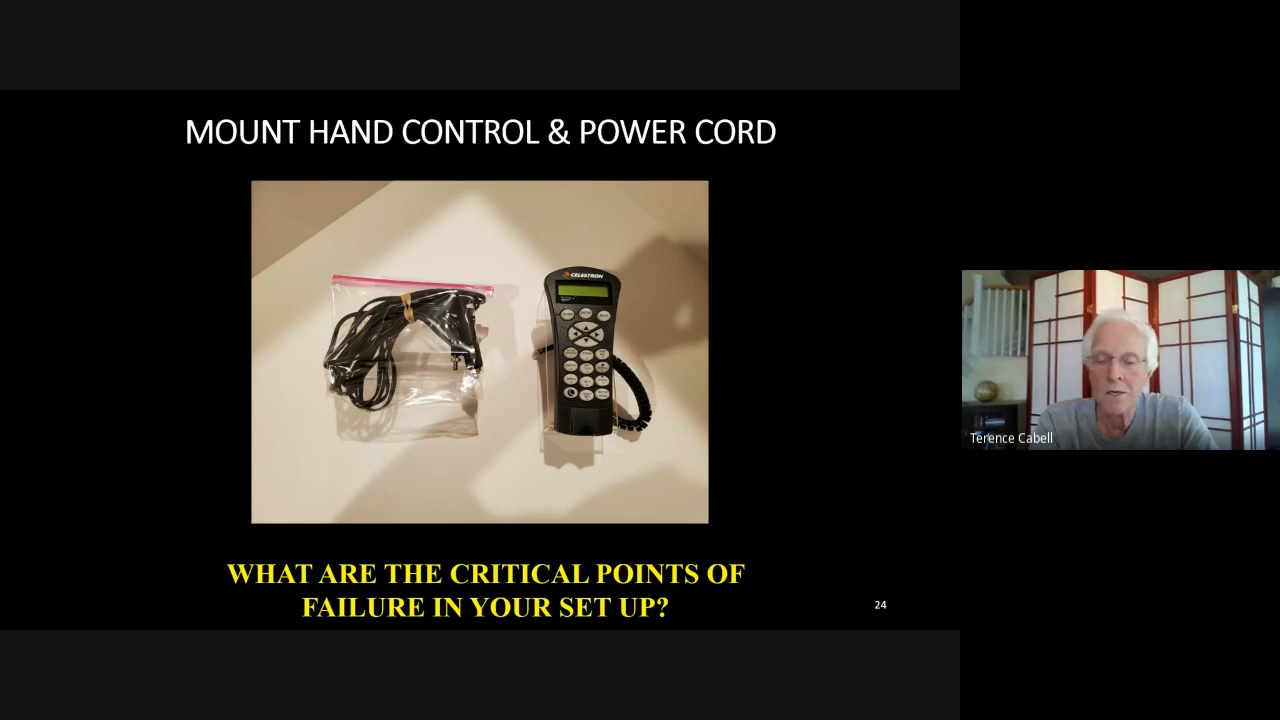 MOUNT HAND CONTROL & POWER CORD
CELESTRON
WHAT ARE THE CRITICAL POINTS OF
FAILURE IN YOUR SET UP?
24
Terence Cabell